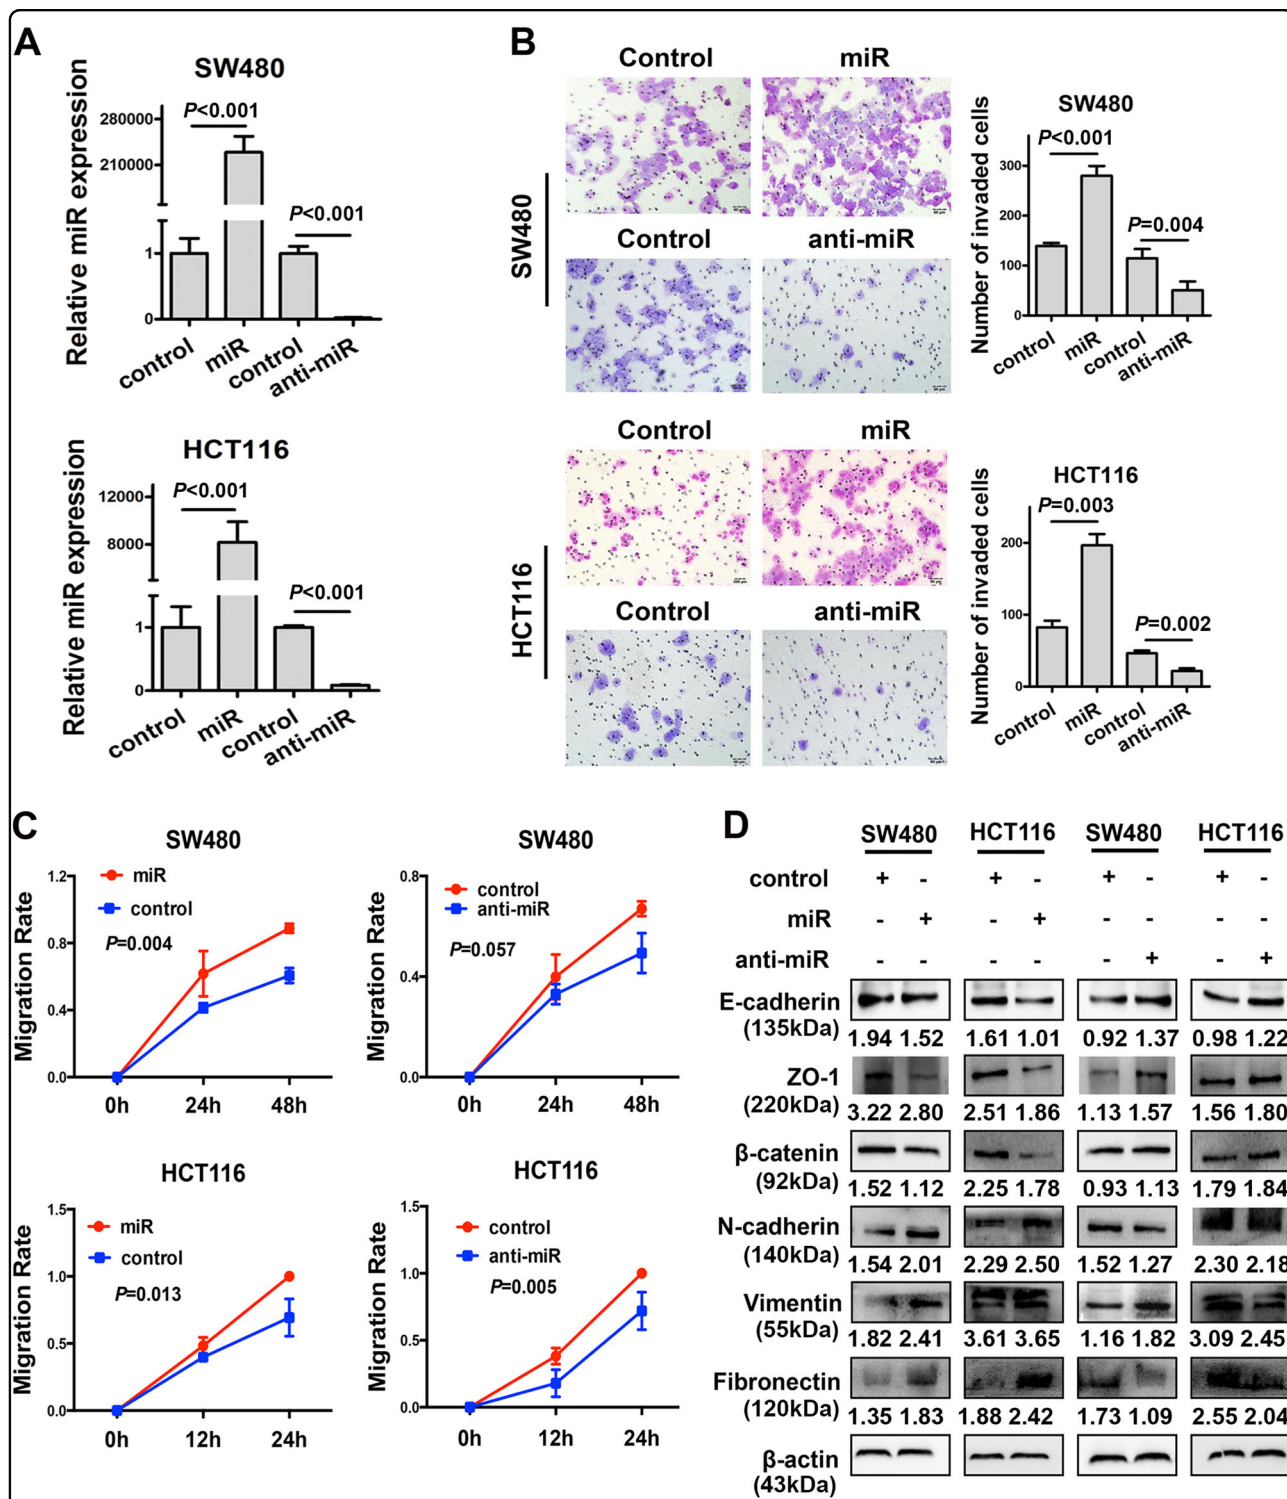 A
SW480
Relative miR expression
280000
210000
1
0
P<0.001
P<0.001
control
miR
control
anti-miR
HCT116
Relative miR expression
12000
8000
1
0
P<0.001
P<0.001
control
miR
control
anti-miR
B
Control
miR
SW480
Control
anti-miR
SW480
Number of invaded cells
300
200
100
0
P<0.001
P=0.004
control
miR
control
anti-miR
Control
miR
HCT116
Control
anti-miR
HCT116
Number of invaded cells
200
100
0
P=0.003
P=0.002
control
miR
control
anti-miR
C
SW480
Migration Rate
1.2
0.8
0.4
0.0
miR
control
P=0.004
0h 24h 48h
SW480
Migration Rate
0.8
0.4
0.0
control
anti-miR
P=0.057
0h 24h 48h
HCT116
Migration Rate
1.5
1.0
0.5
0.0
miR
control
P=0.013
0h 12h 24h
HCT116
Migration Rate
1.5
1.0
0.5
0.0
control
anti-miR
P=0.005
0h 12h 24h
D
SW480 HCT116 SW480 HCT116
control + - + - + - + -
miR - + - + - - - -
anti-miR - - - - - + - +
E-cadherin
(135kDa)
1.94 1.52 1.61 1.01 0.92 1.37 0.98 1.22
ZO-1
(220kDa)
3.22 2.80 2.51 1.86 1.13 1.57 1.56 1.80
β-catenin
(92kDa)
1.52 1.12 2.25 1.78 0.93 1.13 1.79 1.84
N-cadherin
(140kDa)
1.54 2.01 2.29 2.50 1.52 1.27 2.30 2.18
Vimentin
(55kDa)
1.82 2.41 3.61 3.65 1.16 1.82 3.09 2.45
Fibronectin
(120kDa)
1.35 1.83 1.88 2.42 1.73 1.09 2.55 2.04
β-actin
(43kDa)